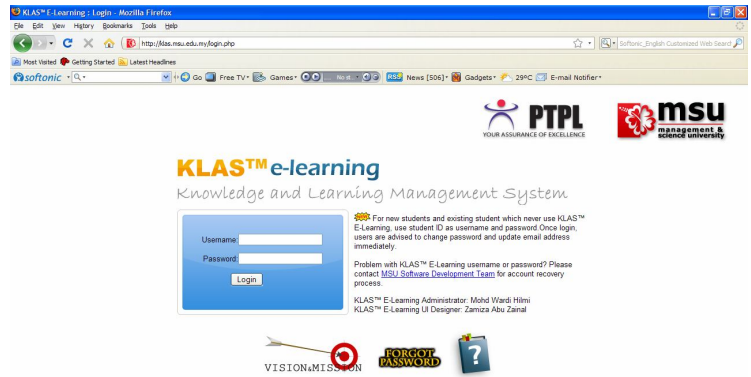 KLAS™ E-Learning : Login - Mozilla Firefox
File Edit View History Bookmarks Tools Help
http://klas.msu.edu.my/login.php
Softonic_English Customized Web Search
Most Visited Getting Started Latest Headlines
softonic Go Free TV Games RSS News [506] Gadgets 29ºC E-mail Notifier
PTPL
YOUR ASSURANCE OF EXCELLENCE
msu
management &
science university
KLAS™ e-learning
Knowledge and Learning Management System
For new students and existing student which never use KLAS™
E-Learning, use student ID as username and password.Once login,
users are advised to change password and update email address
immediately.
Username:
Password:
Login
Problem with KLAS™ E-Learning username or password? Please
contact MSU Software Development Team for account recovery
process.
KLAS™ E-Learning Administrator: Mohd Wardi Hilmi
KLAS™ E-Learning UI Designer: Zamiza Abu Zainal
VISION&MISSION
FORGOT
PASSWORD
?